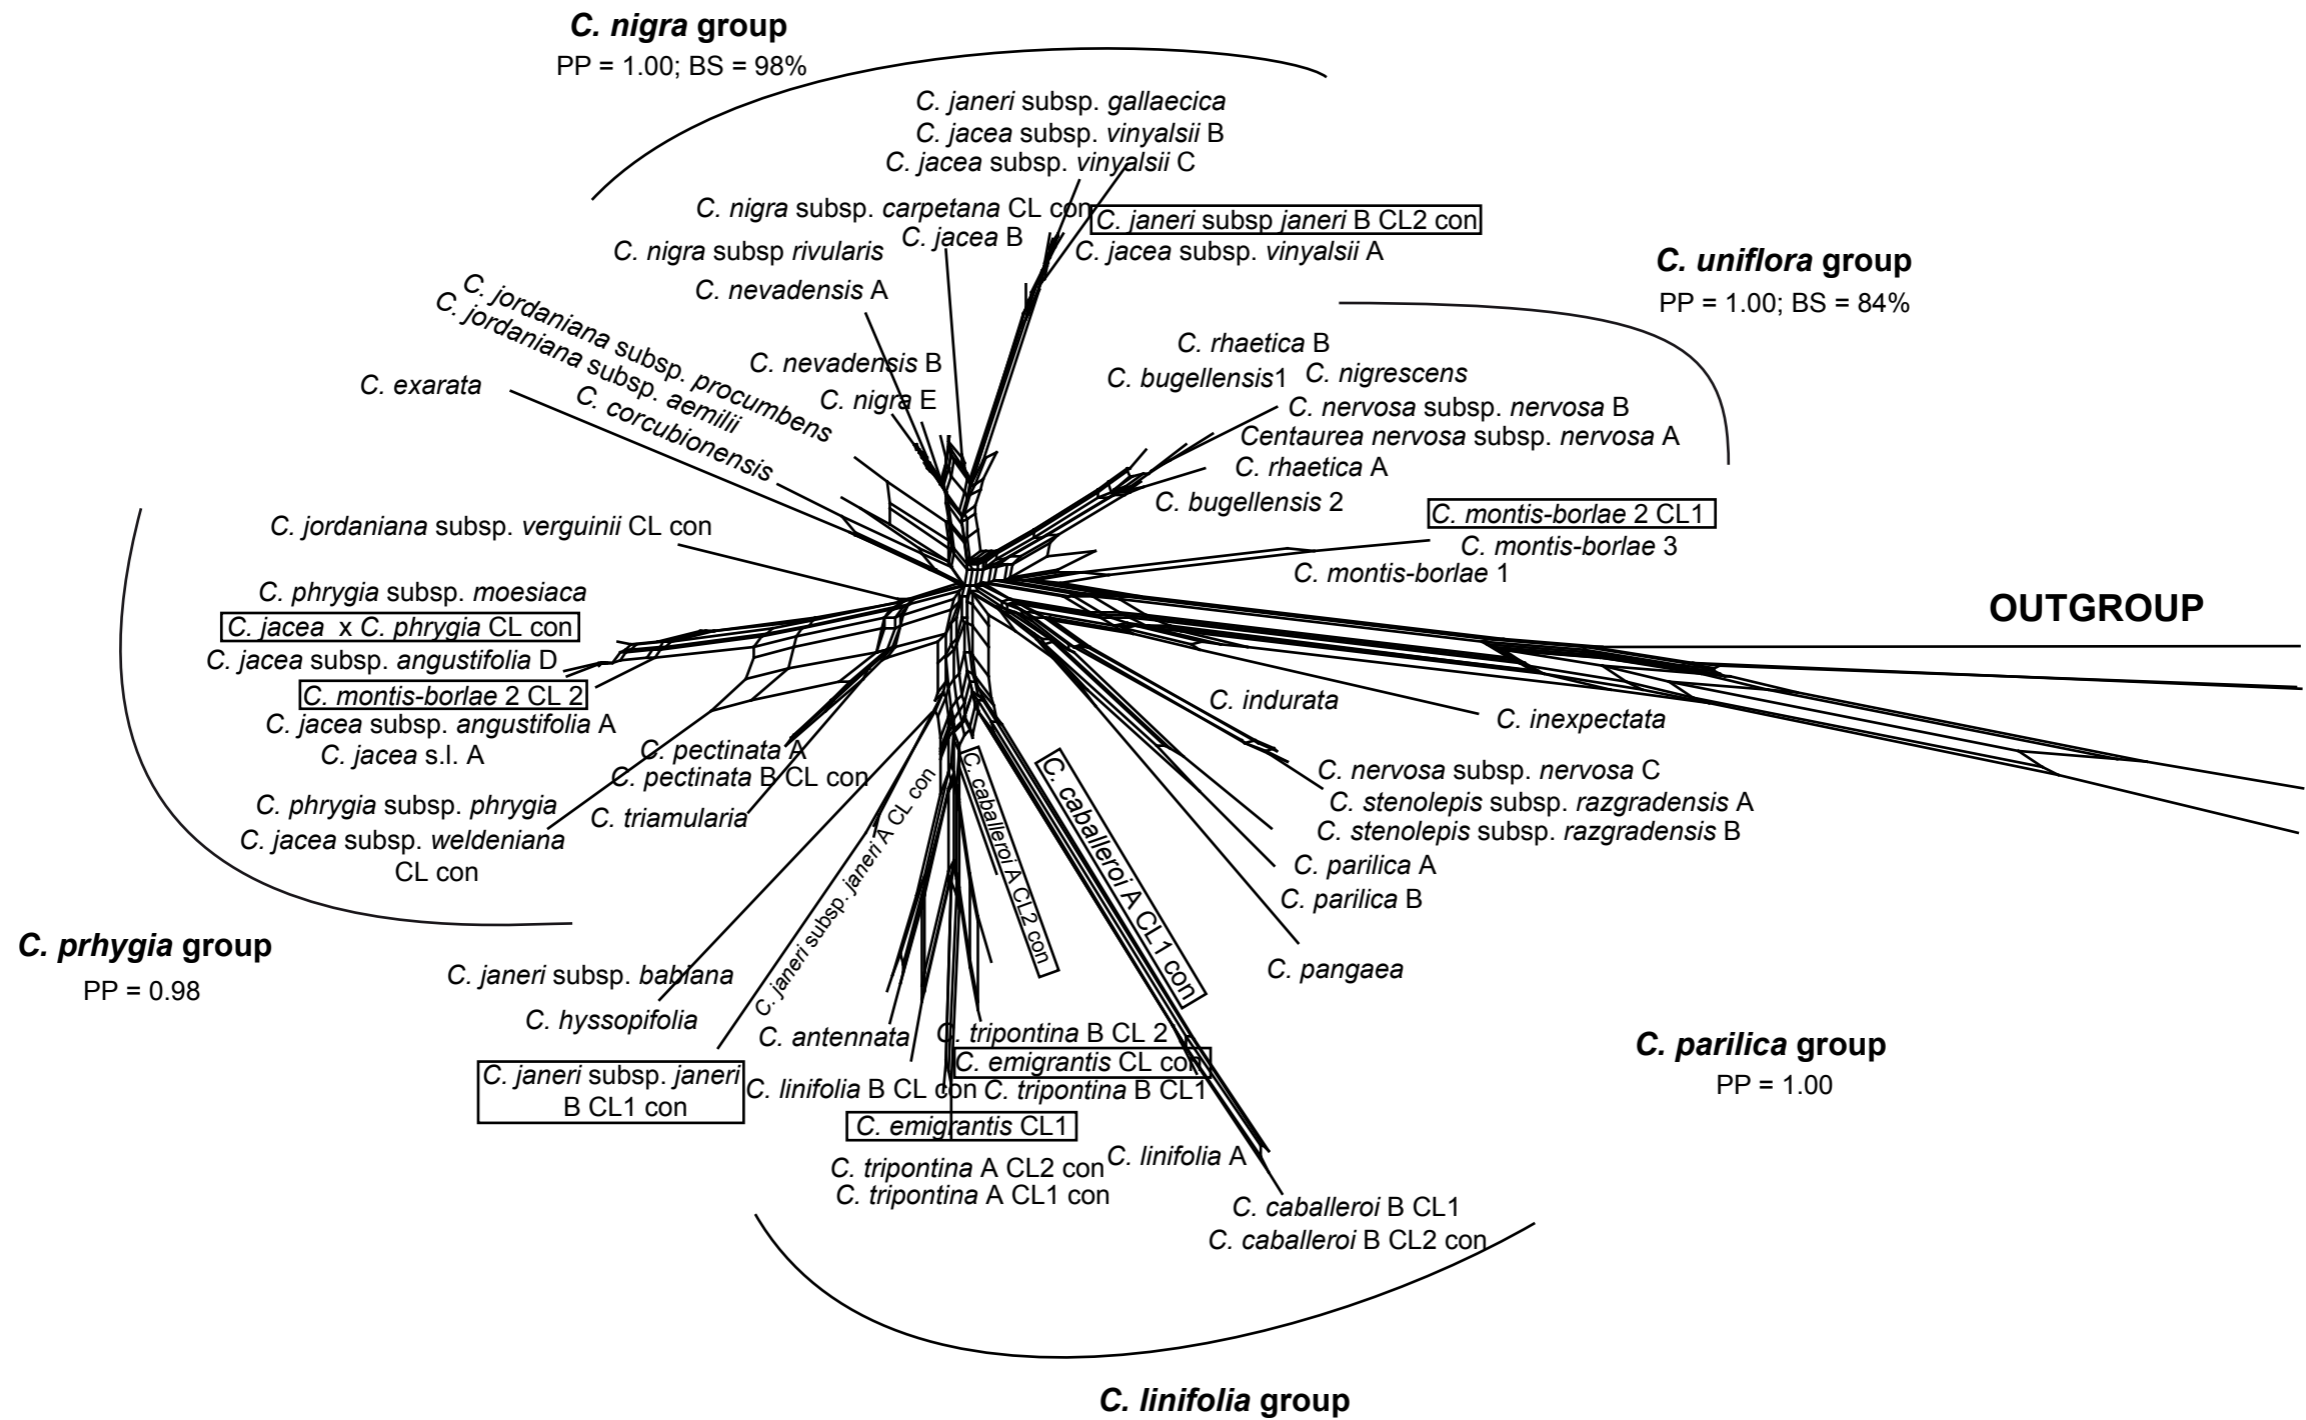 C. nigra group
PP = 1.00; BS = 98%
C. janeri subsp. gallaecica
C. jacea subsp. vinyalsii B
C. jacea subsp. vinyalsii C
C. nigra subsp. carpetana CL con
C. janeri subsp janeri B CL2 con
C. jacea B
C. jacea subsp. vinyalsii A
C. nigra subsp rivularis
C. nevadensis A
C. uniflora group
PP = 1.00; BS = 84%
C. jordaniana subsp. procumbens
C. jordaniana subsp. aemilii
C. corcubionensis
C. exarata
C. nevadensis B
C. nigra E
C. rhaetica B
C. bugellensis1
C. nigrescens
C. nervosa subsp. nervosa B
Centaurea nervosa subsp. nervosa A
C. rhaetica A
C. bugellensis 2
C. montis-borlae 2 CL1
C. montis-borlae 3
C. montis-borlae 1
OUTGROUP
C. jordaniana subsp. verguinii CL con
C. phrygia subsp. moesiaca
C. jacea x C. phrygia CL con
C. jacea subsp. angustifolia D
C. montis-borlae 2 CL 2
C. jacea subsp. angustifolia A
C. jacea s.l. A
C. pectinata A
C. pectinata B CL con
C. phrygia subsp. phrygia
C. triamularia
C. jacea subsp. weldeniana
CL con
C. prhygia group
PP = 0.98
C. indurata
C. inexpectata
C. nervosa subsp. nervosa C
C. stenolepis subsp. razgradensis A
C. stenolepis subsp. razgradensis B
C. parilica A
C. parilica B
C. pangaea
C. parilica group
PP = 1.00
C. janeri subsp. babiana
C. hyssopifolia
C. janeri subsp. janeri
B CL1 con
C. janeri subsp. janeri A CL con
C. caballeroi A CL2 con
C. caballeroi A CL1 con
C. antennata
C. tripontina B CL 2
C. emigrantis CL con
C. linifolia B CL con
C. tripontina B CL1
C. emigrantis CL1
C. linifolia A
C. tripontina A CL2 con
C. tripontina A CL1 con
C. caballeroi B CL1
C. caballeroi B CL2 con
C. linifolia group